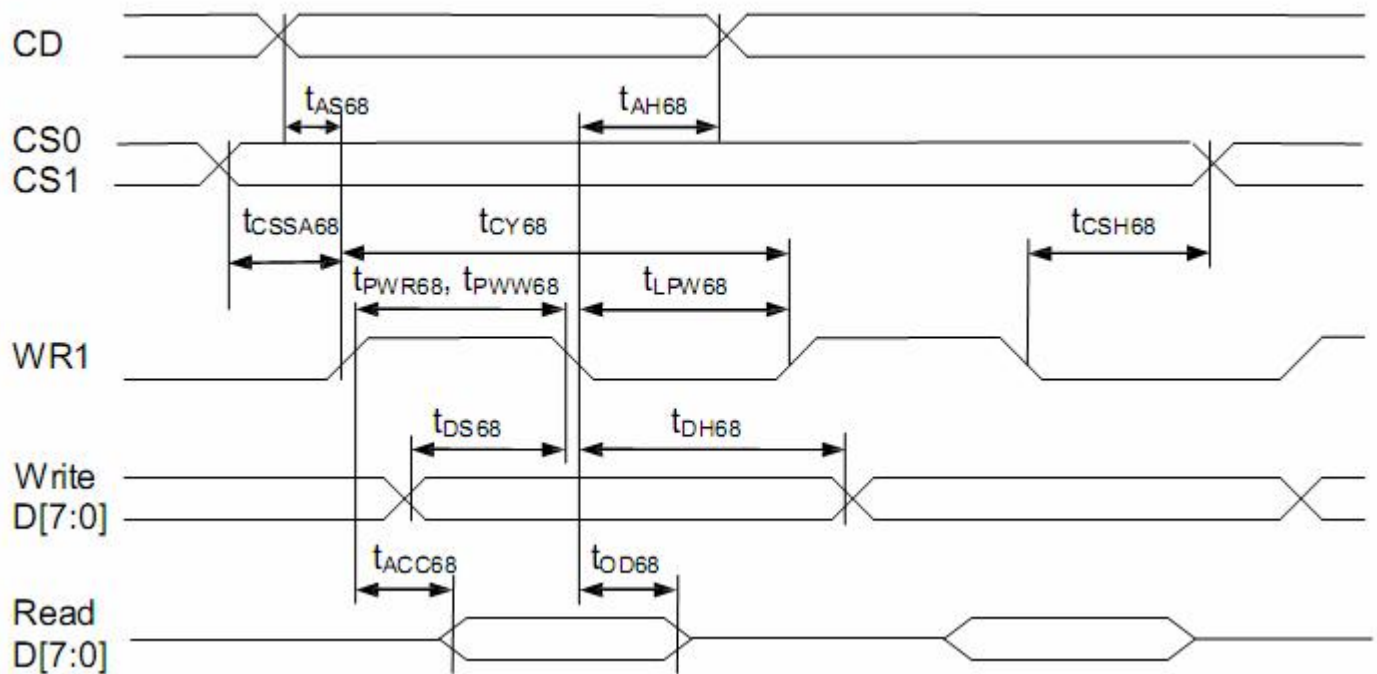 CD
tAS68 tAH68
CS0
CS1
tCSSA68 tCY68 tCSH68
tPWR68, tPWW68 tLPW68
WR1
tDS68 tDH68
Write
D[7:0]
tACC68 tOD68
Read
D[7:0]